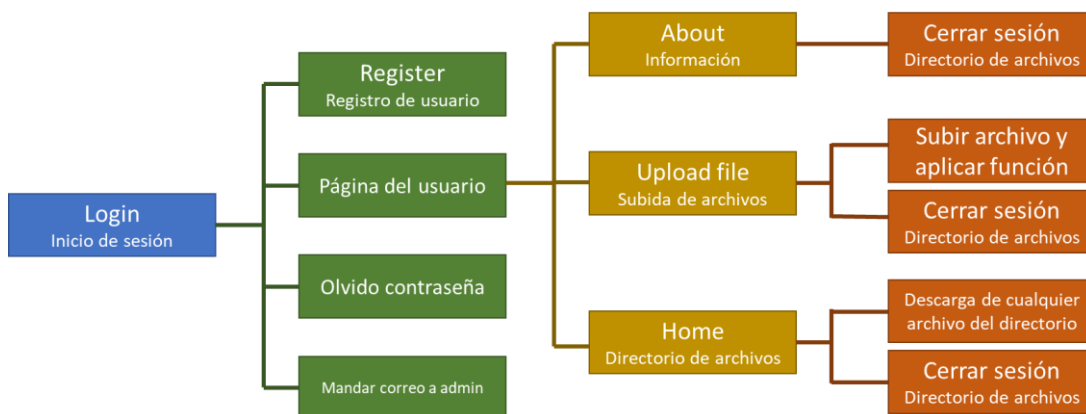 Login
Inicio de sesión
Register
Registro de usuario
Página del usuario
Olvido contraseña
Mandar correo a admin
About
Información
Upload file
Subida de archivos
Home
Directorio de archivos
Cerrar sesión
Directorio de archivos
Subir archivo y
aplicar función
Cerrar sesión
Directorio de archivos
Descarga de cualquier
archivo del directorio
Cerrar sesión
Directorio de archivos